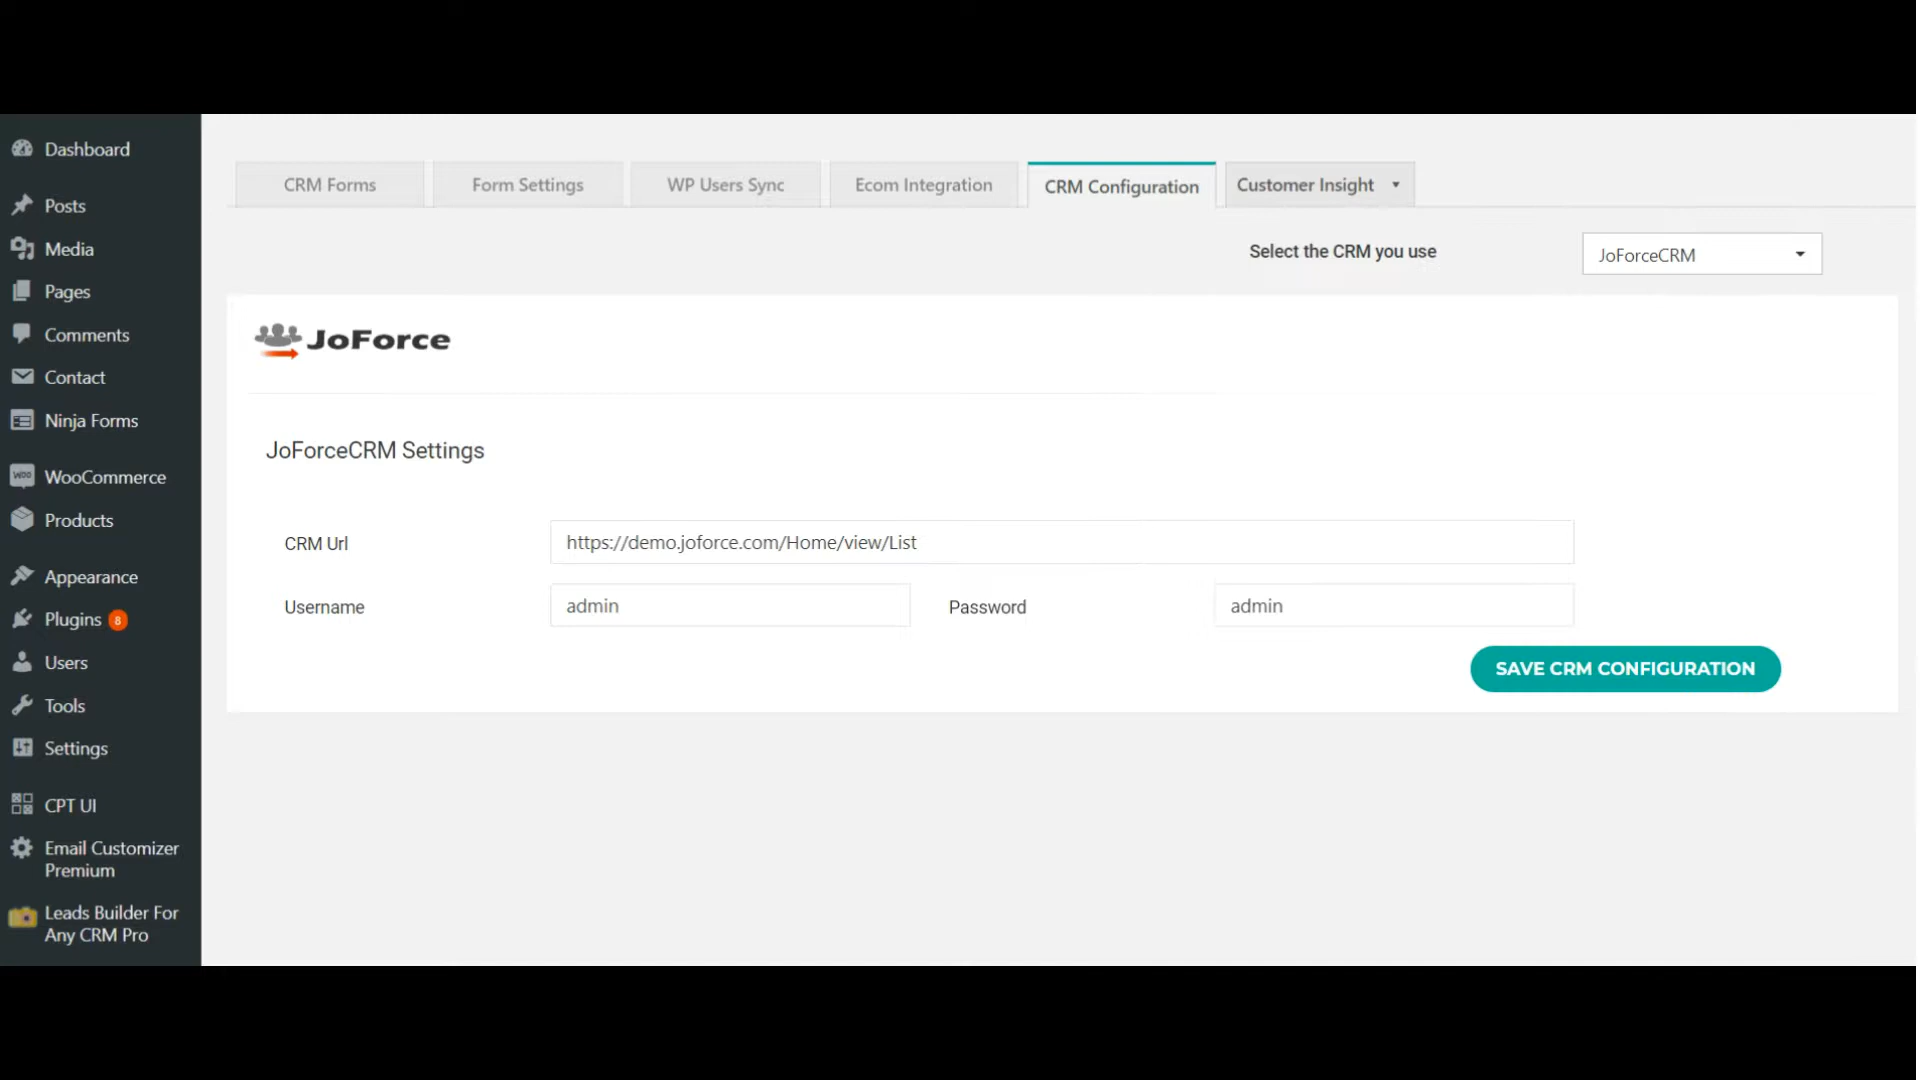 Dashboard
Posts
Media
Pages
Comments
Contact
Ninja Forms
WOO WooCommerce
Products
Appearance
Plugins 8
Users
Tools
Settings
CPT UI
Email Customizer
Premium
Leads Builder For
Any CRM Pro
CRM Forms Form Settings WP Users Sync Ecom Integration CRM Configuration Customer Insight
Select the CRM you use JoForceCRM
JoForce
JoForceCRM Settings
CRM Url https://demo.joforce.com/Home/view/List
Username admin Password admin
SAVE CRM CONFIGURATION